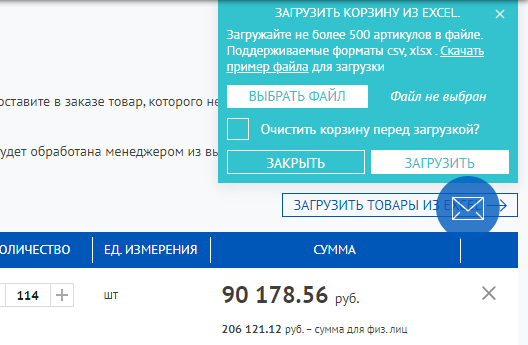 ЗАГРУЗИТЬ КОРЗИНУ ИЗ EXCEL.
Загружайте не более 500 артикулов в файле.
Поддерживаемые форматы csv, xlsx . Скачать
пример файла для загрузки
ВЫБРАТЬ ФАЙЛ Файл не выбран
оставите в заказе товар, которого не
Очистить корзину перед загрузкой?
удет обработана менеджером из
ЗАКРЫТЬ ЗАГРУЗИТЬ
ЗАГРУЗИТЬ ТОВАРЫ ИЗ EXCEL
ОЛИЧЕСТВО ЕД. ИЗМЕРЕНИЯ СУММА
114 + шт 90 178.56 руб.
206 121.12 руб. – сумма для физ. лиц